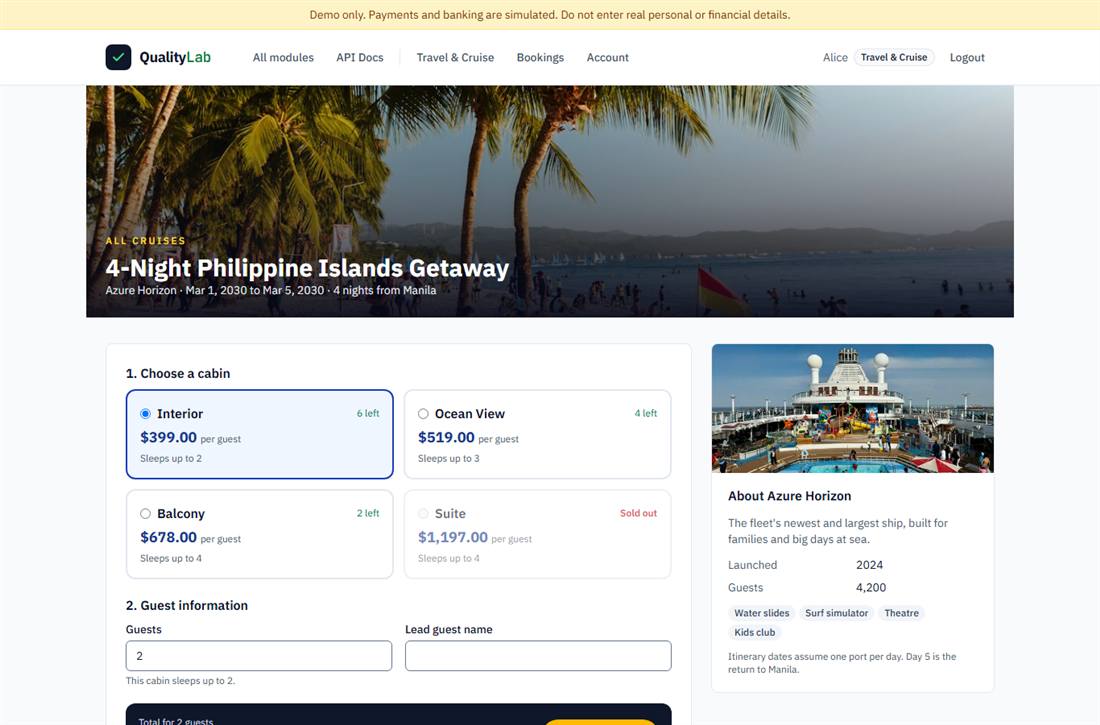 Demo only. Payments and banking are simulated. Do not enter real personal or financial details.
QualityLab
All modules
API Docs
Travel & Cruise
Bookings
Account
Alice
Travel & Cruise
Logout
ALL CRUISES
4-Night Philippine Islands Getaway
Azure Horizon · Mar 1, 2030 to Mar 5, 2030 · 4 nights from Manila
1. Choose a cabin
Interior
6 left
$399.00 per guest
Sleeps up to 2
Ocean View
4 left
$519.00 per guest
Sleeps up to 3
Balcony
2 left
$678.00 per guest
Sleeps up to 4
Suite
Sold out
$1,197.00 per guest
Sleeps up to 4
2. Guest information
Guests
Lead guest name
2
This cabin sleeps up to 2.
Total for 2 guests
About Azure Horizon
The fleet's newest and largest ship, built for
families and big days at sea.
Launched 2024
Guests 4,200
Water slides
Surf simulator
Theatre
Kids club
Itinerary dates assume one port per day. Day 5 is the
return to Manila.